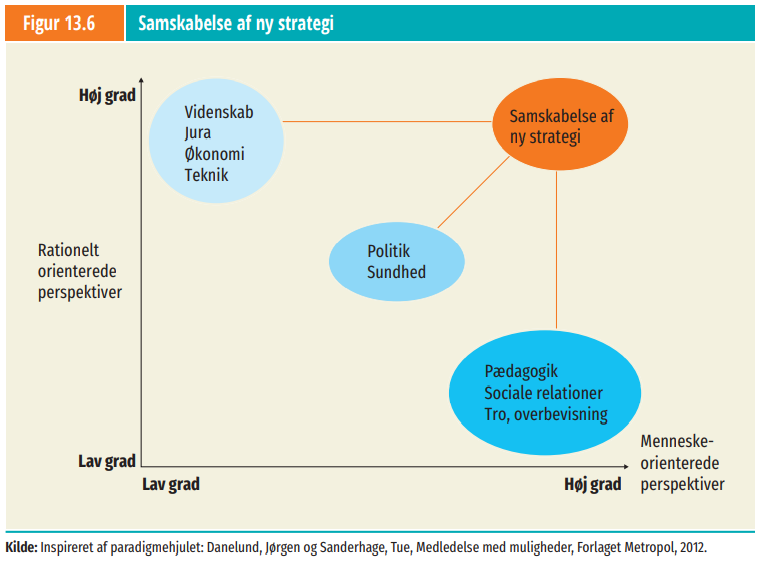 Figur 13.6
Samskabelse af ny strategi
Høj grad
Videnskab
Jura
Økonomi
Teknik
Samskabelse af
ny strategi
Rationelt
orienterede
perspektiver
Politik
Sundhed
Pædagogik
Sociale relationer
Tro, overbevisning
Lav grad
Lav grad
Høj grad
Menneske-
orienterede
perspektiver
Kilde: Inspireret af paradigmehjulet: Danelund, Jørgen og Sanderhage, Tue, Medledelse med muligheder, Forlaget Metropol, 2012.